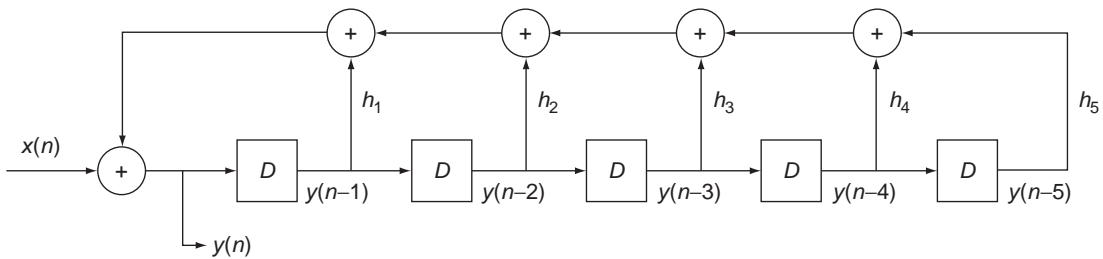 + + + +
h1 h2 h3 h4 h5
x(n)
+ D D D D D
y(n–1) y(n–2) y(n–3) y(n–4) y(n–5)
y(n)